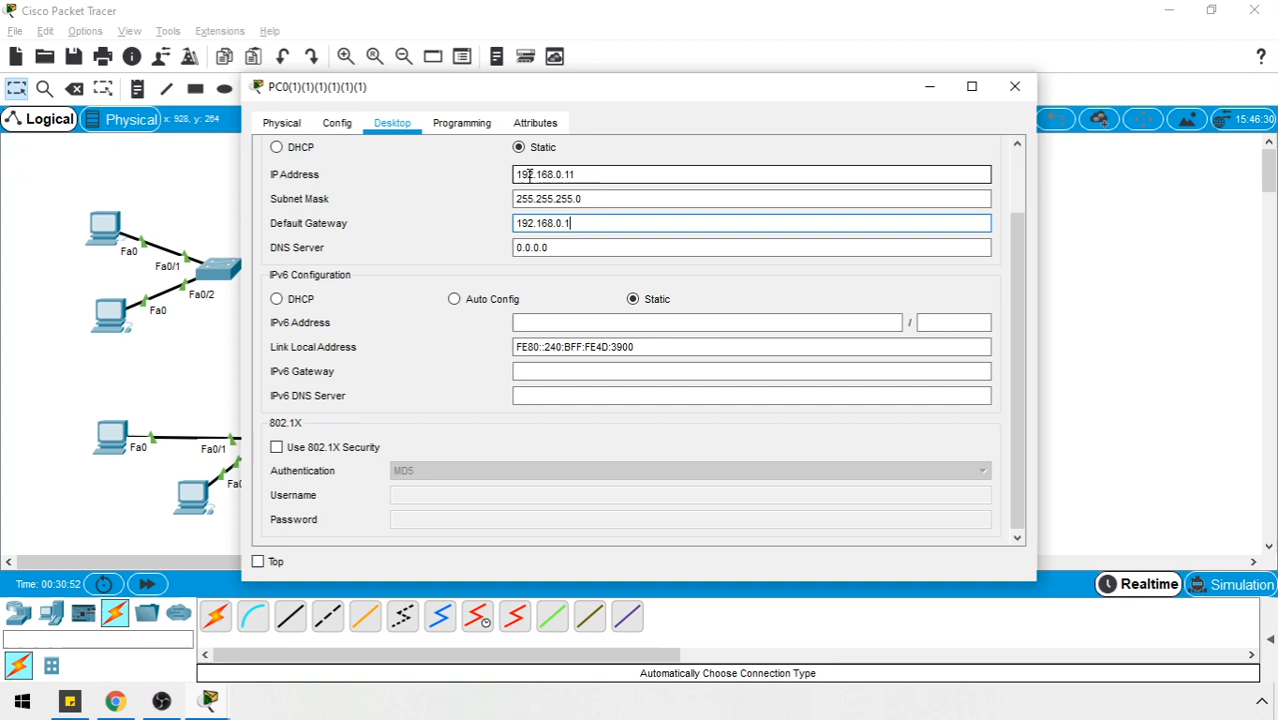 Cisco Packet Tracer
File Edit Options View Tools Extensions Help
?
Logical Physical x: 928, y: 264 15:46:30
PC0(1)(1)(1)(1)(1)(1)
Physical Config Desktop Programming Attributes
DHCP Static
IP Address 192.168.0.11
Subnet Mask 255.255.255.0
Default Gateway 192.168.0.1
DNS Server 0.0.0.0
IPv6 Configuration
DHCP Auto Config Static
IPv6 Address /
Link Local Address FE80::240:BFF:FE4D:3900
IPv6 Gateway
IPv6 DNS Server
802.1X
Use 802.1X Security
Authentication MD5
Username
Password
Top
Fa0
Fa0/1
Fa0/2
Fa0
Fa0
Fa0/1
Fa
Time: 00:30:52 Realtime Simulation
Automatically Choose Connection Type